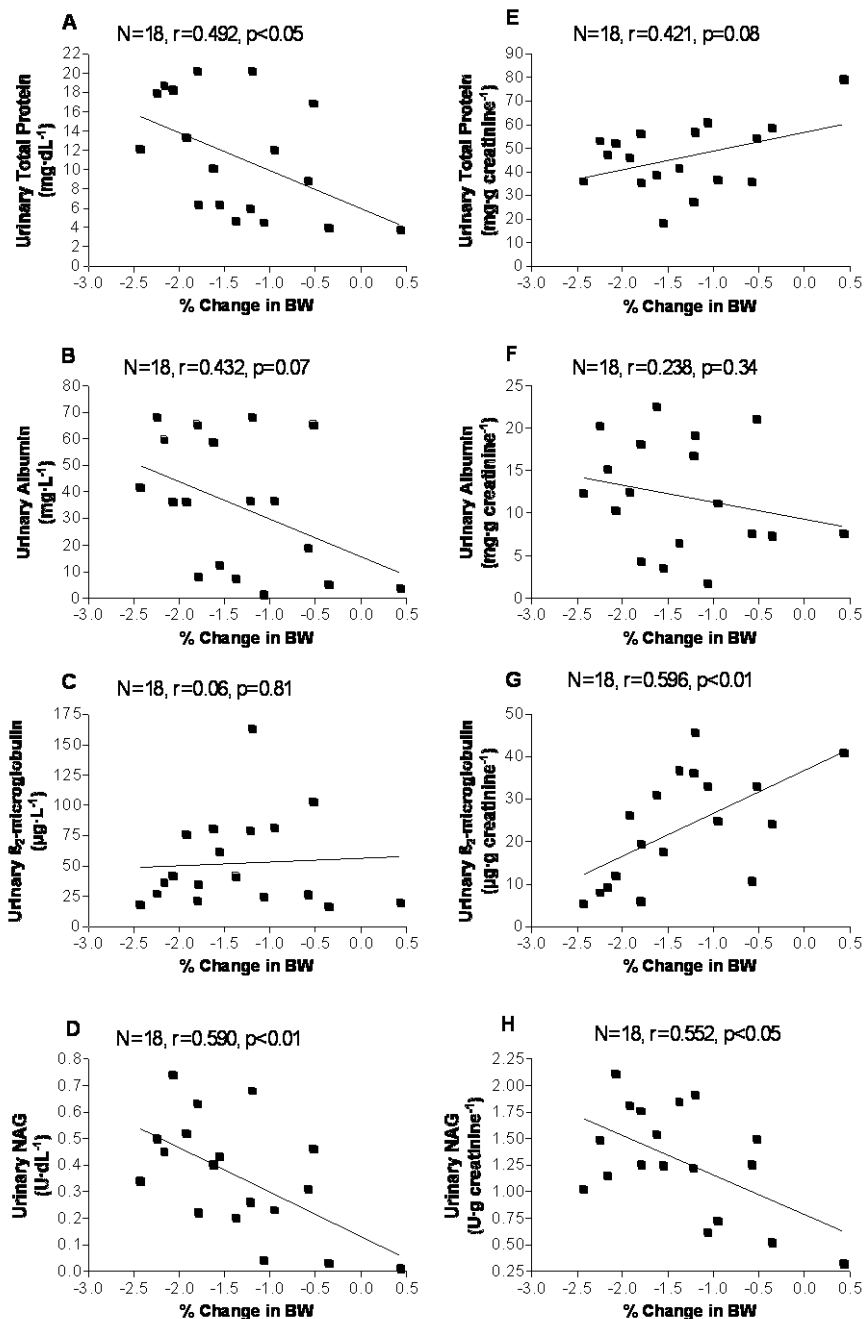 A
N=18, r=0.492, p<0.05
Urinary Total Protein
(mg·dL⁻¹)
22
20
18
16
14
12
10
8
6
4
2
0
-3.0 -2.5 -2.0 -1.5 -1.0 -0.5 0.0 0.5
% Change in BW
E
N=18, r=0.421, p=0.08
Urinary Total Protein
(mg·g creatinine⁻¹)
90
80
70
60
50
40
30
20
10
0
-3.0 -2.5 -2.0 -1.5 -1.0 -0.5 0.0 0.5
% Change in BW
B
N=18, r=0.432, p=0.07
Urinary Albumin
(mg·L⁻¹)
80
70
60
50
40
30
20
10
0
-3.0 -2.5 -2.0 -1.5 -1.0 -0.5 0.0 0.5
% Change in BW
F
N=18, r=0.238, p=0.34
Urinary Albumin
(mg·g creatinine⁻¹)
25
20
15
10
5
0
-3.0 -2.5 -2.0 -1.5 -1.0 -0.5 0.0 0.5
% Change in BW
C
N=18, r=0.06, p=0.81
Urinary ß₂-microglobulin
(µg·L⁻¹)
175
150
125
100
75
50
25
0
-3.0 -2.5 -2.0 -1.5 -1.0 -0.5 0.0 0.5
% Change in BW
G
N=18, r=0.596, p<0.01
Urinary ß₂-microglobulin
(µg·g creatinine⁻¹)
50
40
30
20
10
0
-3.0 -2.5 -2.0 -1.5 -1.0 -0.5 0.0 0.5
% Change in BW
D
N=18, r=0.590, p<0.01
Urinary NAG
(U·dL⁻¹)
0.8
0.7
0.6
0.5
0.4
0.3
0.2
0.1
0.0
-3.0 -2.5 -2.0 -1.5 -1.0 -0.5 0.0 0.5
% Change in BW
H
N=18, r=0.552, p<0.05
Urinary NAG
(U·g creatinine⁻¹)
2.25
2.00
1.75
1.50
1.25
1.00
0.75
0.50
0.25
-3.0 -2.5 -2.0 -1.5 -1.0 -0.5 0.0 0.5
% Change in BW